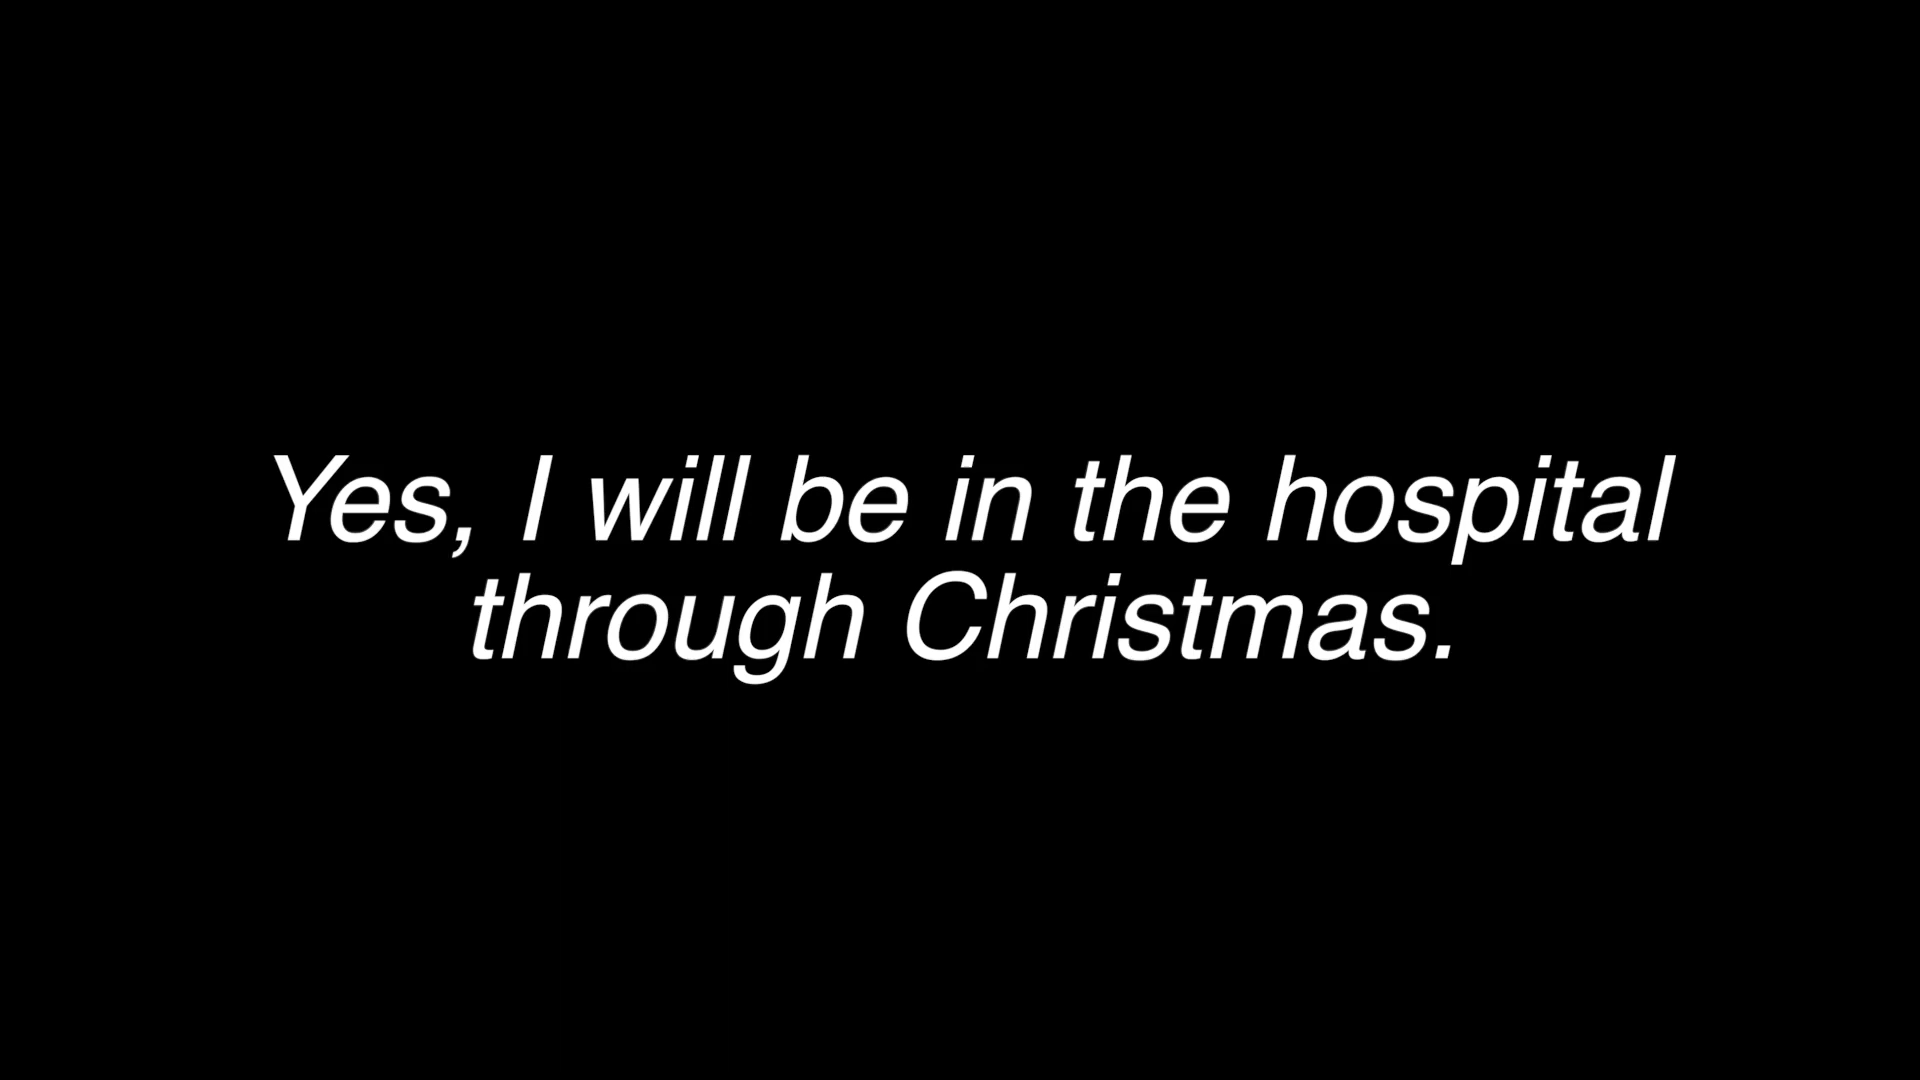 Yes, I will be in the hospital
through Christmas.